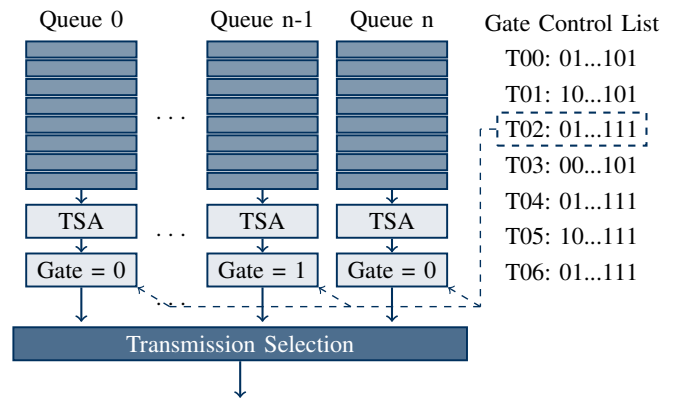 Queue 0
Queue n-1
Queue n
Gate Control List
T00: 01...101
T01: 10...101
. . .
T02: 01...111
T03: 00...101
T04: 01...111
TSA
. . .
TSA
TSA
T05: 10...111
Gate = 0
Gate = 1
Gate = 0
T06: 01...111
. . .
Transmission Selection